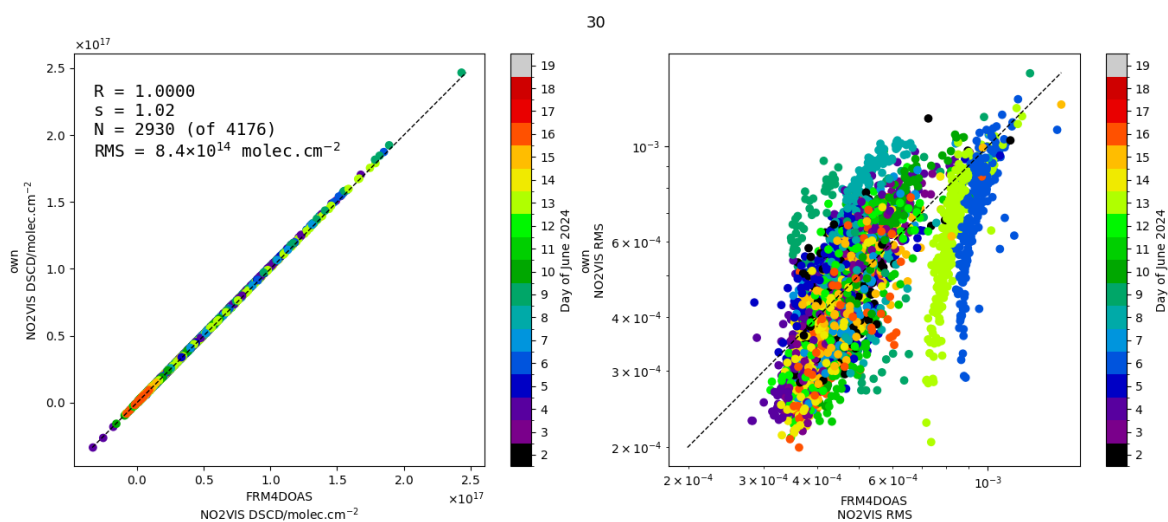 30
×10¹⁷
R = 1.0000
s = 1.02
N = 2930 (of 4176)
RMS = 8.4×10¹⁴ molec.cm⁻²
2.5
2.0
1.5
1.0
0.5
0.0
own
NO2VIS DSCD/molec.cm⁻²
0.0 0.5 1.0 1.5 2.0 2.5
×10¹⁷
FRM4DOAS
NO2VIS DSCD/molec.cm⁻²
19
18
17
16
15
14
13
12
11
10
9
8
7
6
5
4
3
2
Day of June 2024
10⁻³
6 × 10⁻⁴
4 × 10⁻⁴
3 × 10⁻⁴
2 × 10⁻⁴
own
NO2VIS RMS
2 × 10⁻⁴ 3 × 10⁻⁴ 4 × 10⁻⁴ 6 × 10⁻⁴ 10⁻³
FRM4DOAS
NO2VIS RMS
19
18
17
16
15
14
13
12
11
10
9
8
7
6
5
4
3
2
Day of June 2024